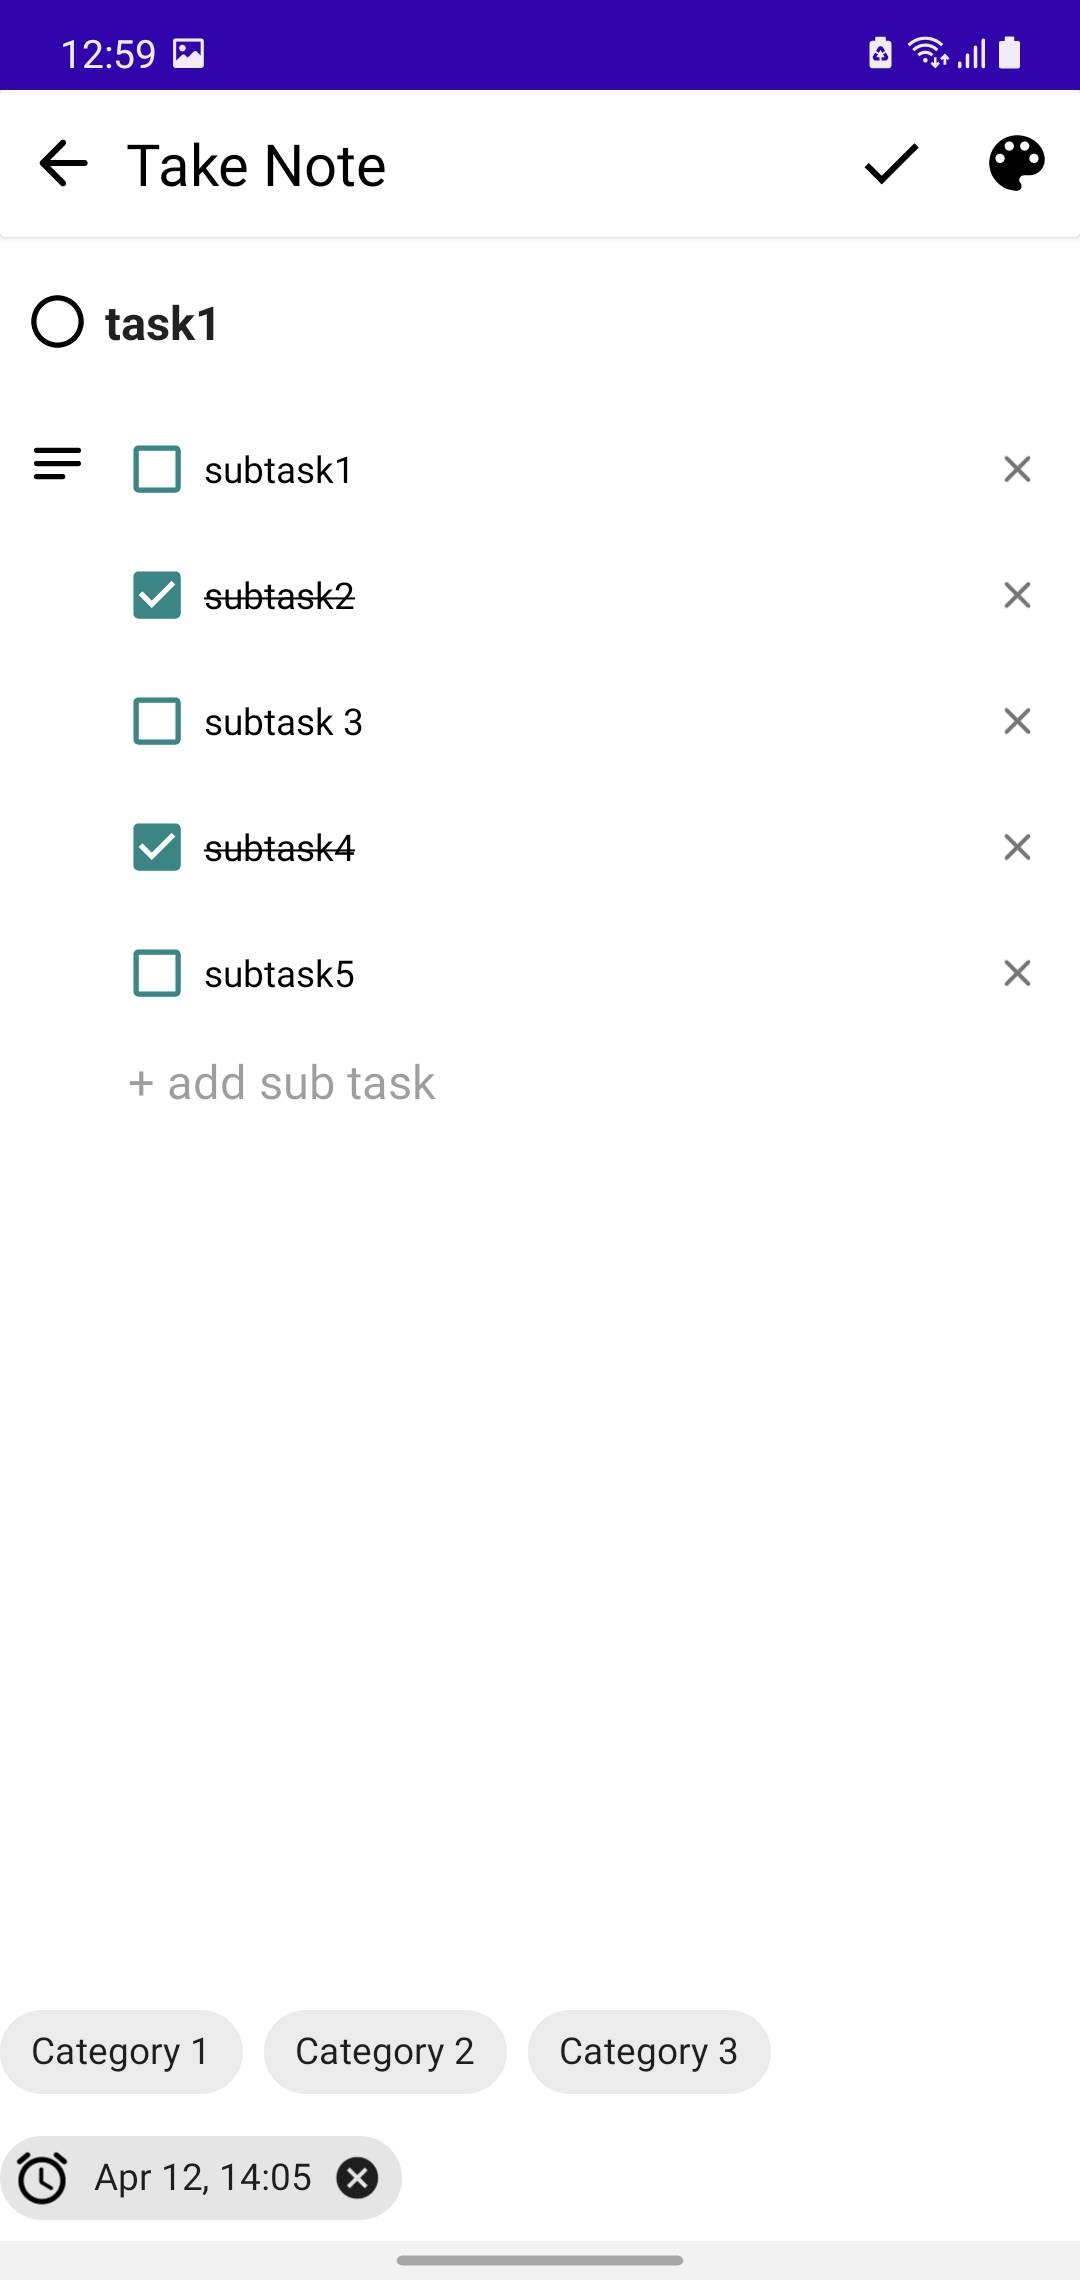 12:59
Take Note
task1
subtask1
subtask2
subtask 3
subtask4
subtask5
+ add sub task
Category 1 Category 2 Category 3
Apr 12, 14:05